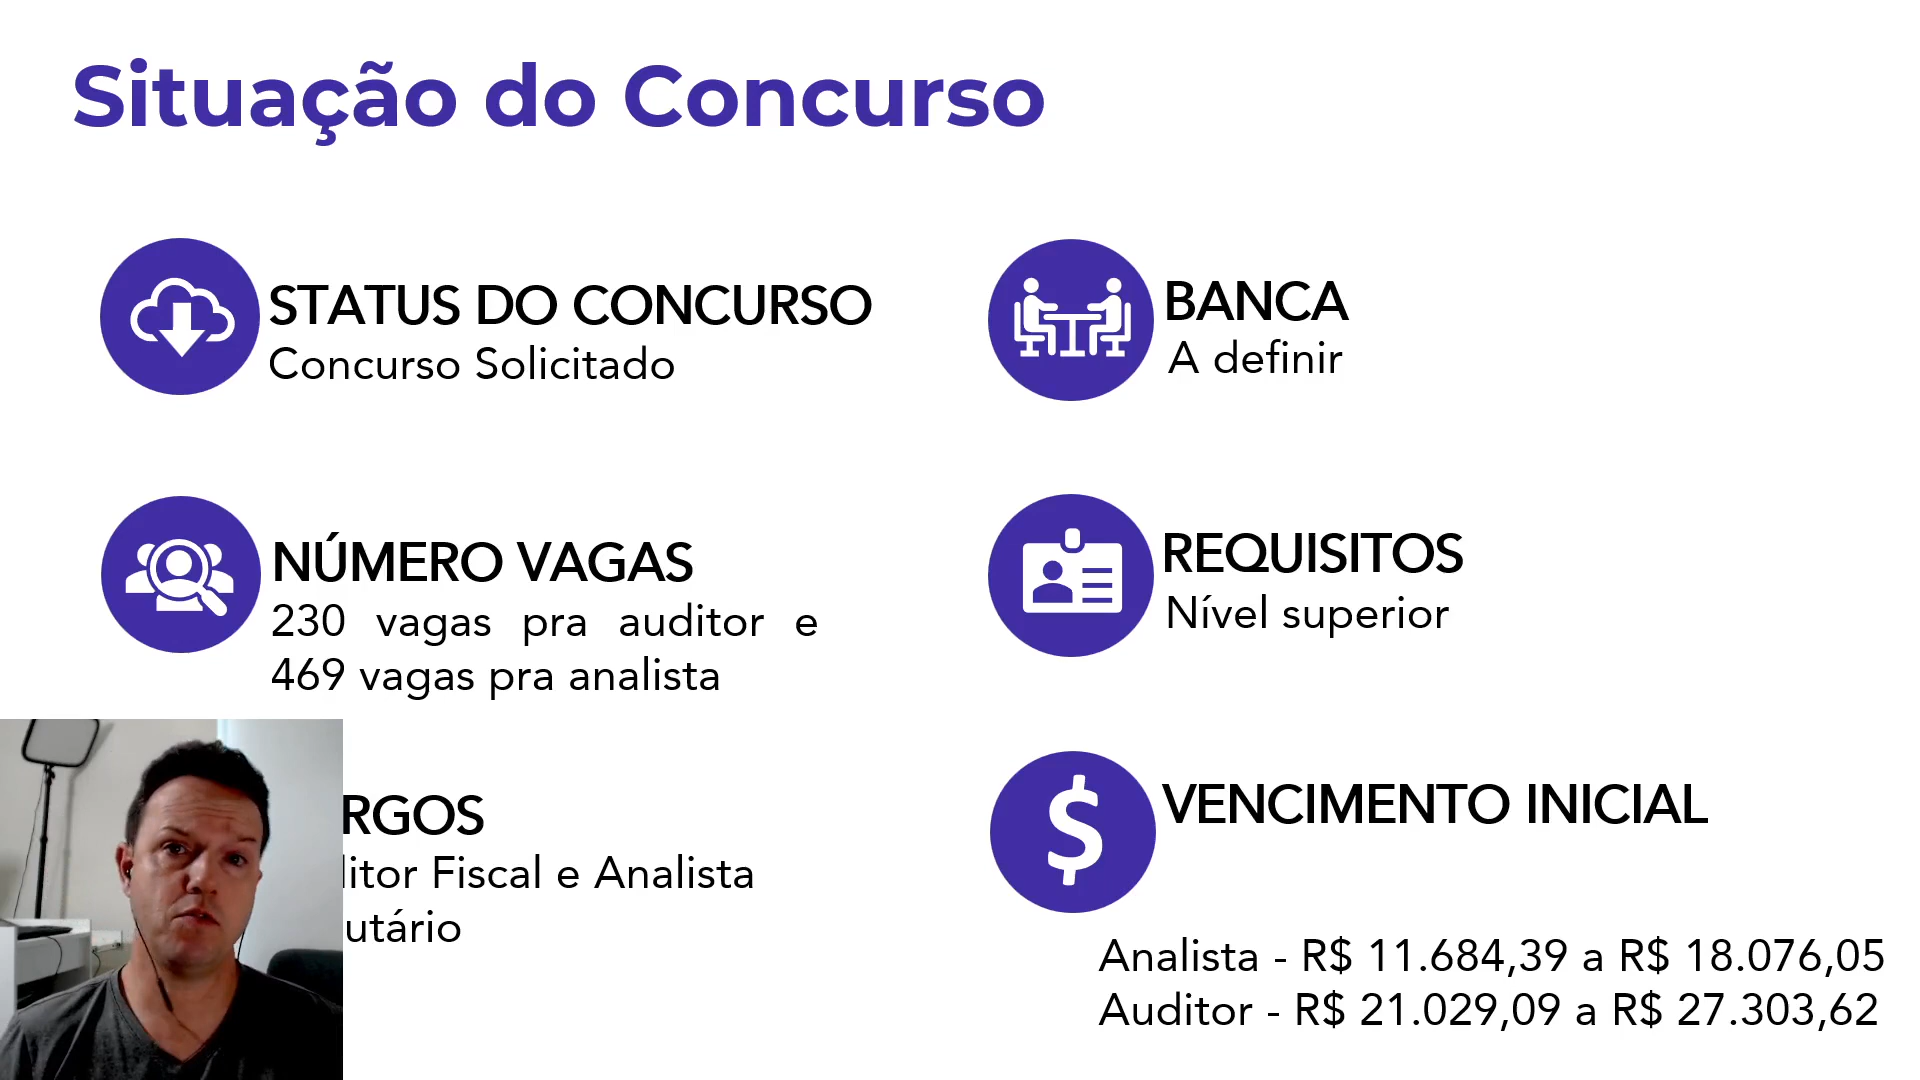 Situação do Concurso
STATUS DO CONCURSO
Concurso Solicitado
BANCA
A definir
NÚMERO VAGAS
230 vagas pra auditor e
469 vagas pra analista
REQUISITOS
Nível superior
RGOS
litor Fiscal e Analista
utário
VENCIMENTO INICIAL
Analista - R$ 11.684,39 a R$ 18.076,05
Auditor - R$ 21.029,09 a R$ 27.303,62